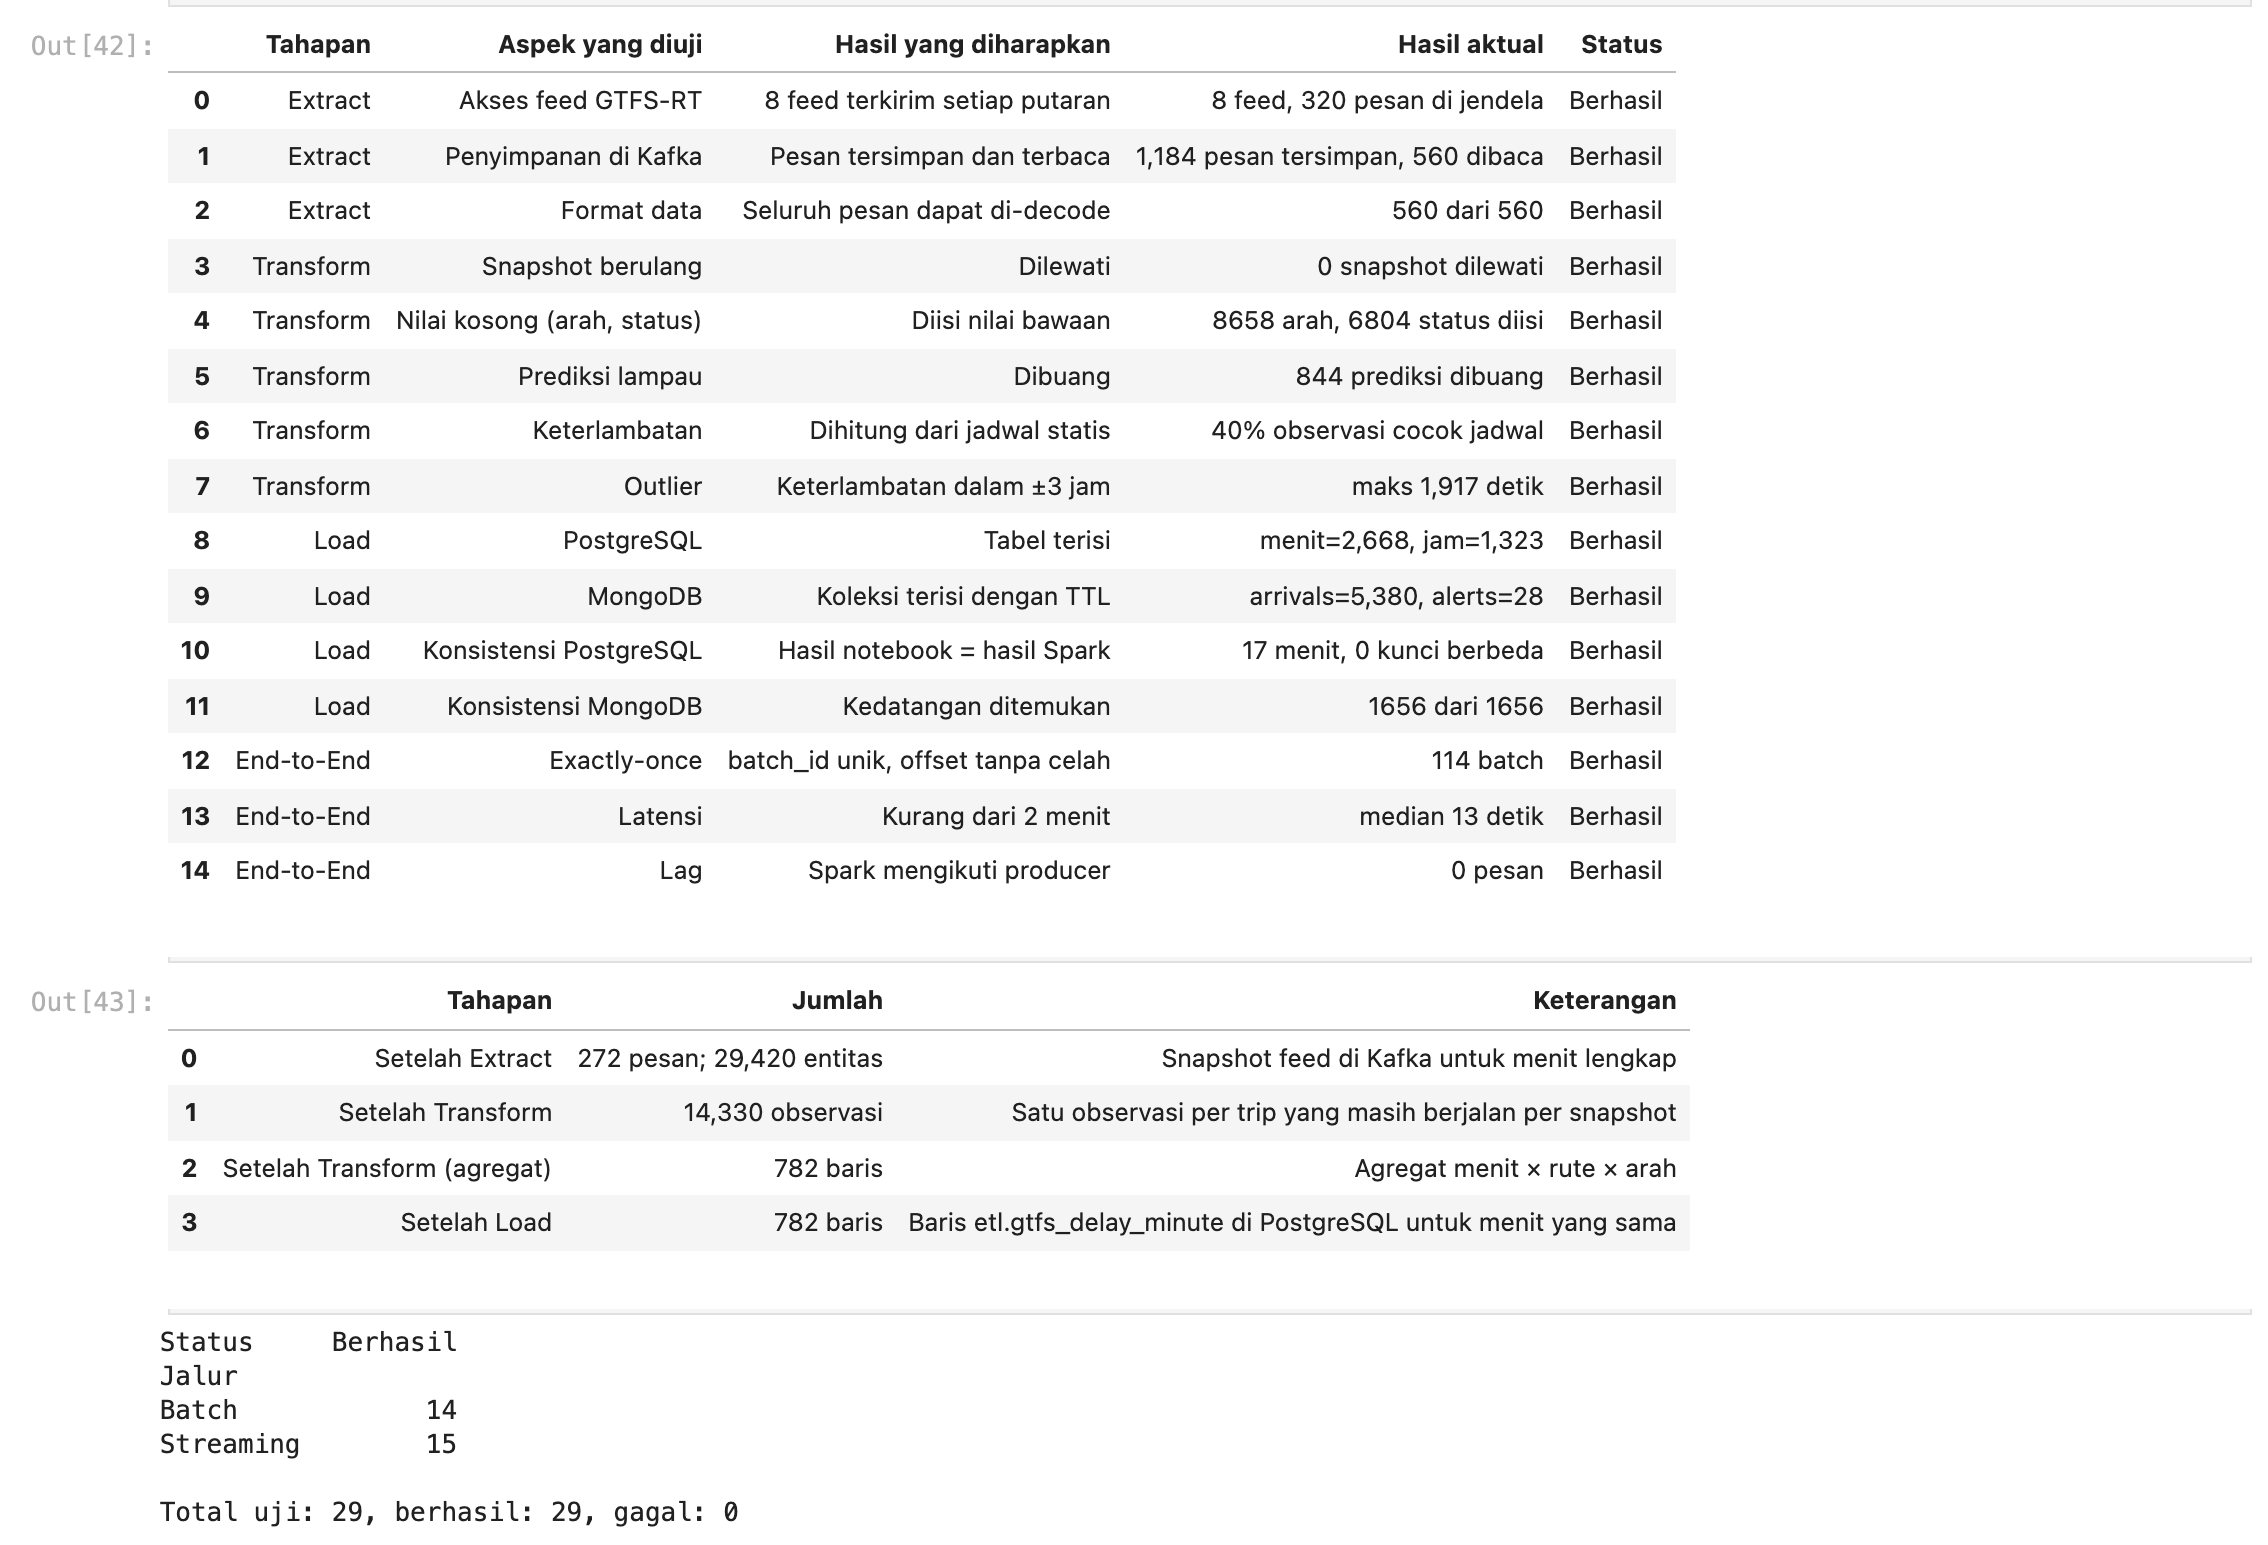 Out[42]:
Tahapan Aspek yang diuji Hasil yang diharapkan Hasil aktual Status
0 Extract Akses feed GTFS-RT 8 feed terkirim setiap putaran 8 feed, 320 pesan di jendela Berhasil
1 Extract Penyimpanan di Kafka Pesan tersimpan dan terbaca 1,184 pesan tersimpan, 560 dibaca Berhasil
2 Extract Format data Seluruh pesan dapat di-decode 560 dari 560 Berhasil
3 Transform Snapshot berulang Dilewati 0 snapshot dilewati Berhasil
4 Transform Nilai kosong (arah, status) Diisi nilai bawaan 8658 arah, 6804 status diisi Berhasil
5 Transform Prediksi lampau Dibuang 844 prediksi dibuang Berhasil
6 Transform Keterlambatan Dihitung dari jadwal statis 40% observasi cocok jadwal Berhasil
7 Transform Outlier Keterlambatan dalam ±3 jam maks 1,917 detik Berhasil
8 Load PostgreSQL Tabel terisi menit=2,668, jam=1,323 Berhasil
9 Load MongoDB Koleksi terisi dengan TTL arrivals=5,380, alerts=28 Berhasil
10 Load Konsistensi PostgreSQL Hasil notebook = hasil Spark 17 menit, 0 kunci berbeda Berhasil
11 Load Konsistensi MongoDB Kedatangan ditemukan 1656 dari 1656 Berhasil
12 End-to-End Exactly-once batch_id unik, offset tanpa celah 114 batch Berhasil
13 End-to-End Latensi Kurang dari 2 menit median 13 detik Berhasil
14 End-to-End Lag Spark mengikuti producer 0 pesan Berhasil
Out[43]:
Tahapan Jumlah Keterangan
0 Setelah Extract 272 pesan; 29,420 entitas Snapshot feed di Kafka untuk menit lengkap
1 Setelah Transform 14,330 observasi Satu observasi per trip yang masih berjalan per snapshot
2 Setelah Transform (agregat) 782 baris Agregat menit × rute × arah
3 Setelah Load 782 baris Baris etl.gtfs_delay_minute di PostgreSQL untuk menit yang sama
Status Berhasil
Jalur
Batch 14
Streaming 15
Total uji: 29, berhasil: 29, gagal: 0